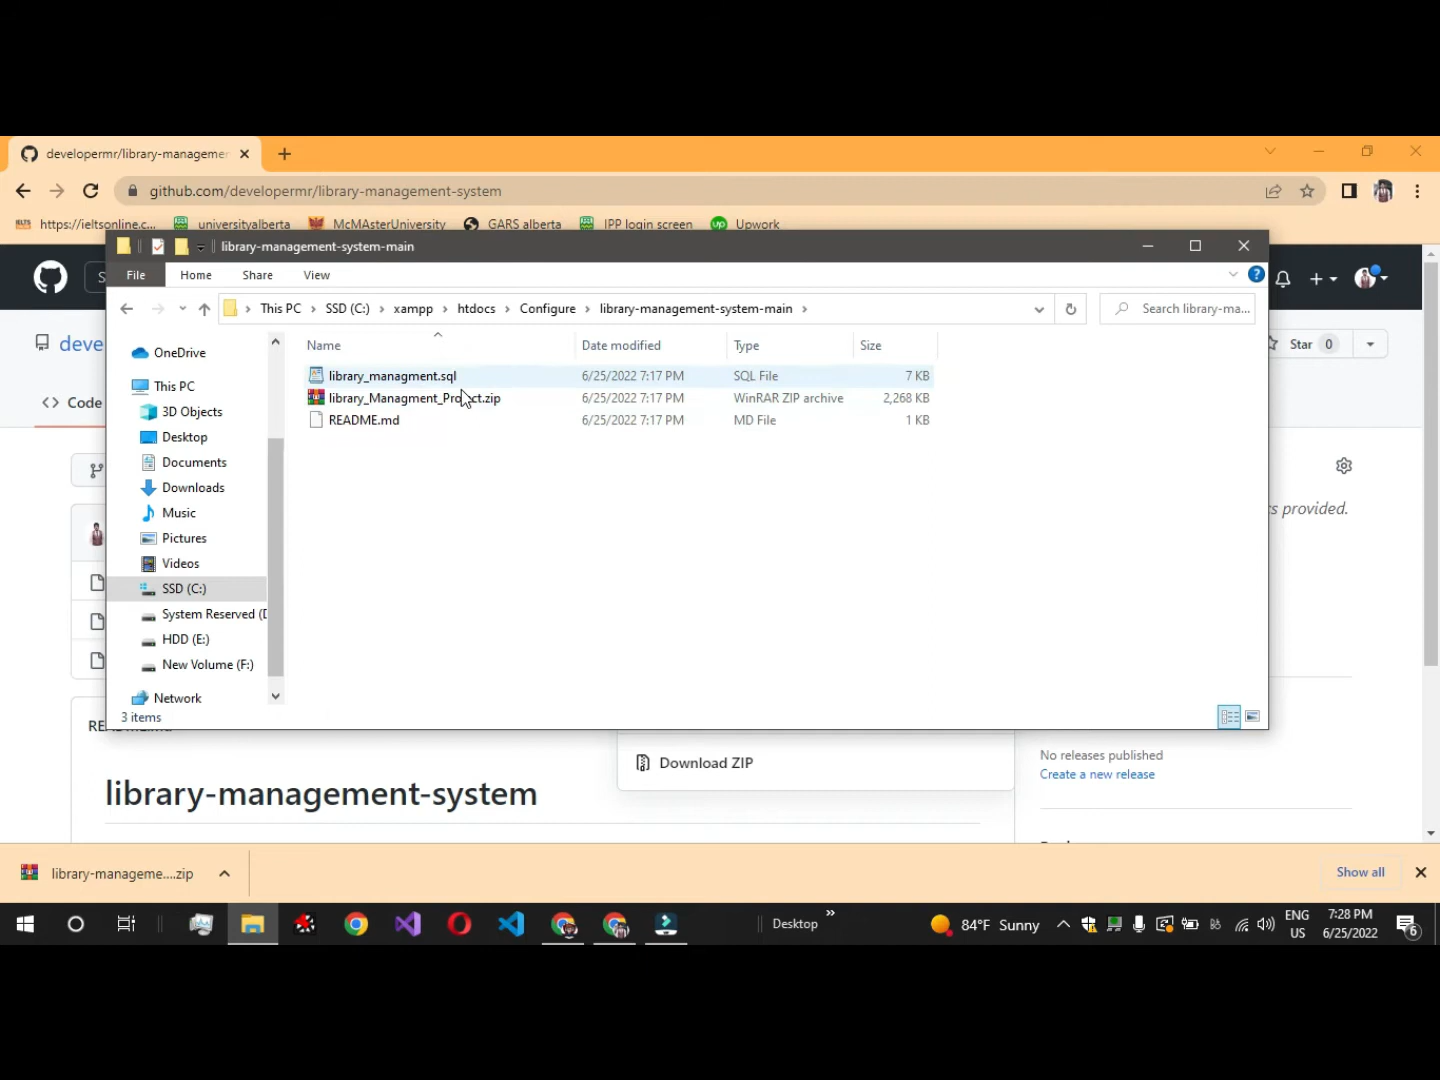 developermr/library-managemer
github.com/developermr/library-management-system
https://ieltsonline.c...
universityalberta
McMAsterUniversity
GARS alberta
IPP login screen
Upwork
library-management-system-main
File
Home
Share
View
This PC
SSD (C:)
xampp
htdocs
Configure
library-management-system-main
Search library-ma...
deve
Star 0
Code
Name
Date modified
Type
Size
library_managment.sql 6/25/2022 7:17 PM SQL File 7 KB
library_Managment_Project.zip 6/25/2022 7:17 PM WinRAR ZIP archive 2,268 KB
README.md 6/25/2022 7:17 PM MD File 1 KB
OneDrive
This PC
3D Objects
Desktop
Documents
Downloads
Music
Pictures
Videos
SSD (C:)
System Reserved (D
HDD (E:)
New Volume (F:)
Network
3 items
provided.
Download ZIP
No releases published
Create a new release
library-management-system
library-manageme....zip
Show all
Desktop
84°F Sunny
ENG
US
7:28 PM
6/25/2022
6